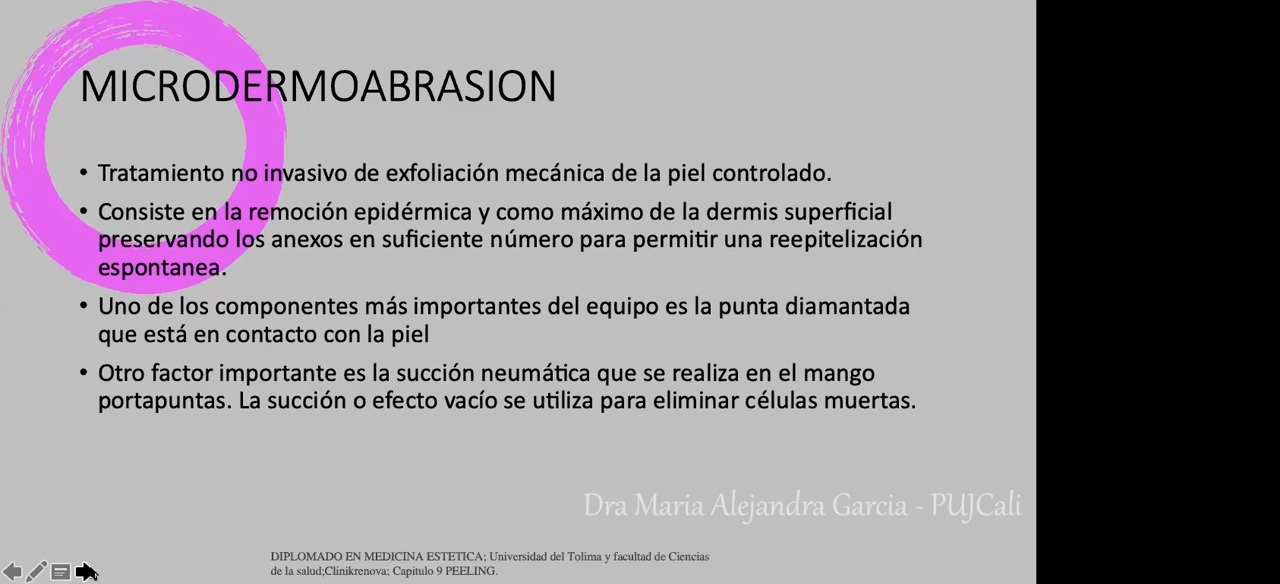 MICRODERMOABRASION
• Tratamiento no invasivo de exfoliación mecánica de la piel controlado.
• Consiste en la remoción epidérmica y como máximo de la dermis superficial
preservando los anexos en suficiente número para permitir una reepitelización
espontanea.
• Uno de los componentes más importantes del equipo es la punta diamantada
que está en contacto con la piel
• Otro factor importante es la succión neumática que se realiza en el mango
portapuntas. La succión o efecto vacío se utiliza para eliminar células muertas.
Dra Maria Alejandra Garcia - PUJCali
DIPLOMADO EN MEDICINA ESTETICA; Universidad del Tolima y facultad de Ciencias
de la salud;Clinikrenova; Capitulo 9 PEELING.